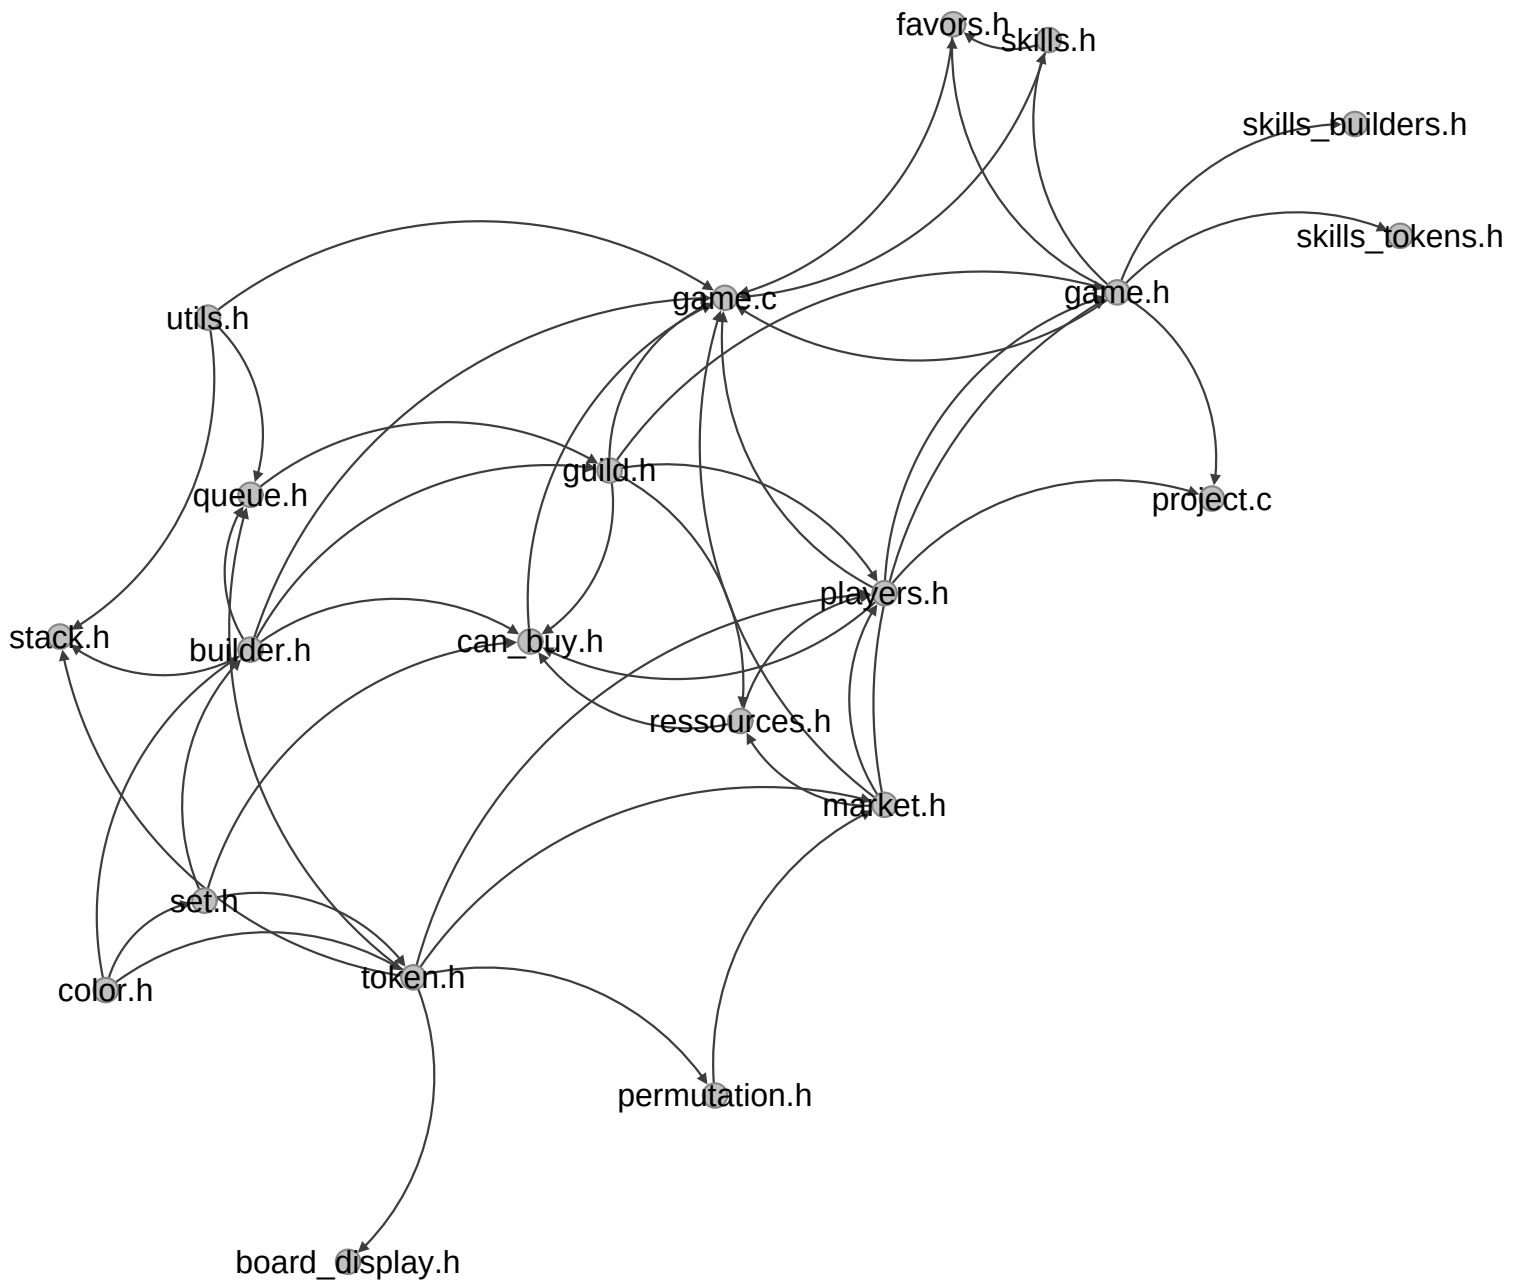 favors.h
skills.h
skills_builders.h
skills_tokens.h
game.h
game.c
utils.h
guild.h
queue.h
project.c
players.h
stack.h
builder.h
can_buy.h
ressources.h
market.h
set.h
token.h
color.h
permutation.h
board_display.h